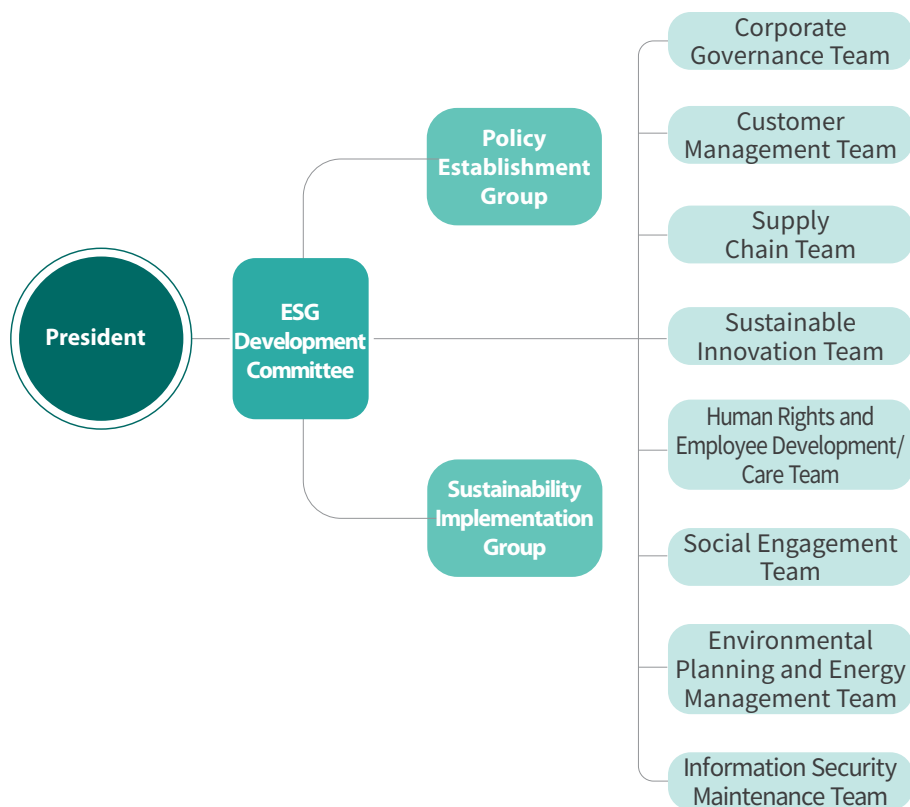 President
ESG
Development
Committee
Policy
Establishment
Group
Sustainability
Implementation
Group
Corporate
Governance Team
Customer
Management Team
Supply
Chain Team
Sustainable
Innovation Team
Human Rights and
Employee Development/
Care Team
Social Engagement
Team
Environmental
Planning and Energy
Management Team
Information Security
Maintenance Team